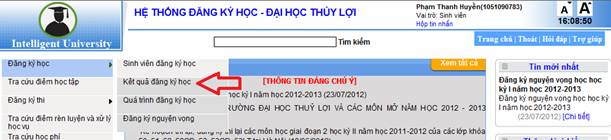 HỆ THỐNG ĐĂNG KÝ HỌC - ĐẠI HỌC THỦY LỢI
Phạm Thanh Huyền(1051090783)
Vai trò: Sinh viên
Hộp tin nhắn
A A
16:08:50
Intelligent University
Tìm kiếm
Trang chủ | Thoát | Hỏi đáp | Trợ giúp
Đăng ký học
Tra cứu điểm học tập
Đăng ký thi
Tra cứu điểm rèn luyện và xử lý
học vụ
Tra cứu học phí
Sinh viên đăng ký học
Kết quả đăng ký học
Quá trình đăng ký học
Đăng ký nguyện vọng
Xem tất cả
[THÔNG TIN ĐÁNG CHÚ Ý]
học kỳ I năm học 2012-2013 (23/07/2012)
TRƯỜNG ĐẠI HỌC THỦY LỢI VÀ CÁC MÔN MỞ NĂM HỌC 2012 - 2013
đăng ký lại các môn học giai đoạn 2 học kỳ II năm học 2011-2012 của các lớp khóa
Tin mới nhất
Đăng ký nguyện vọng học học
kỳ I năm học 2012-2013
Đăng ký nguyện vọng học học kỳ I
năm học 2012-2013
(23/07/2012) [Chi tiết]